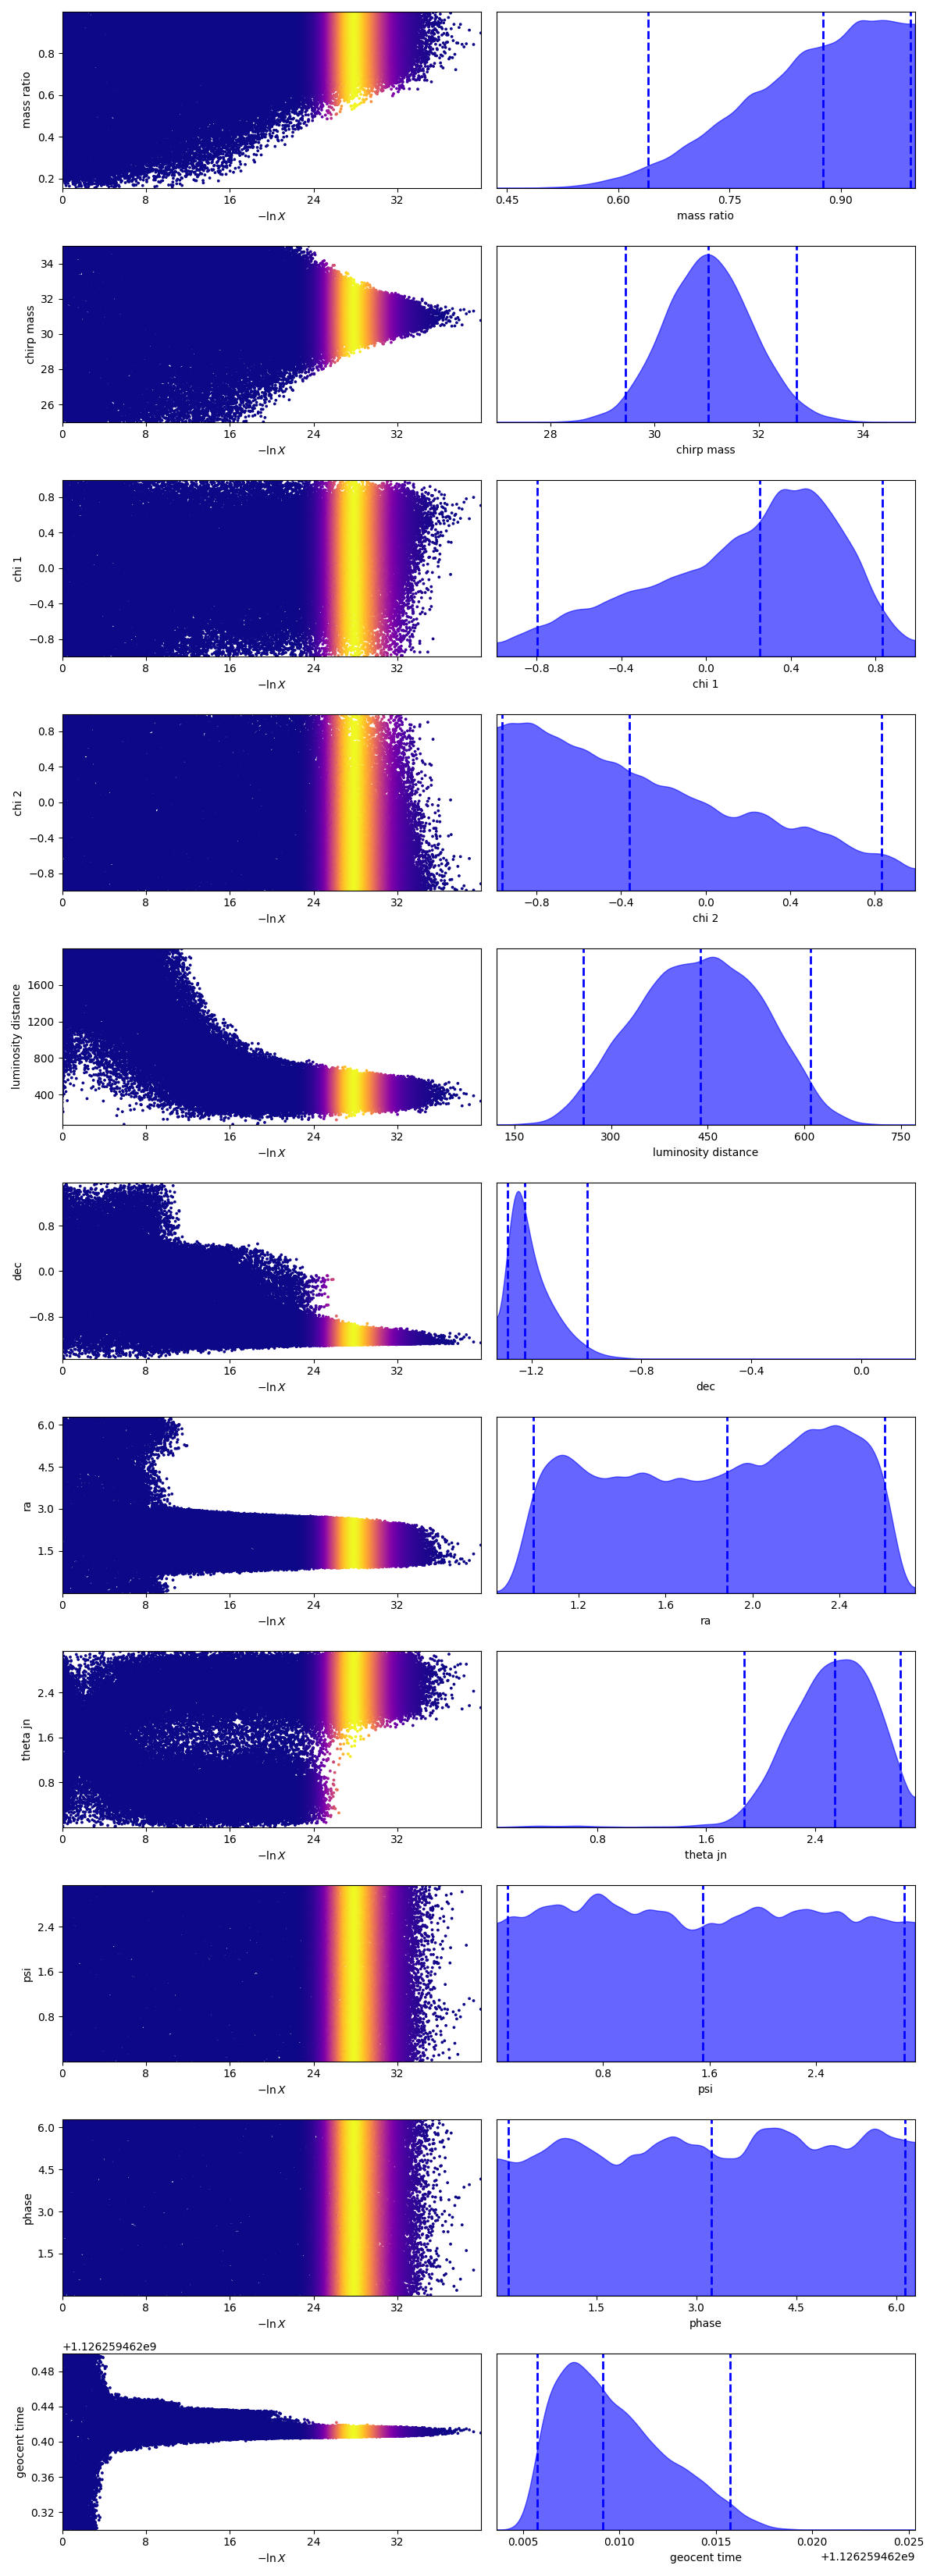 0.8
0.6
0.4
0.2
mass ratio
0 8 16 24 32
−ln X
0.45 0.60 0.75 0.90
mass ratio
34
32
30
28
26
chirp mass
0 8 16 24 32
−ln X
28 30 32 34
chirp mass
0.8
0.4
0.0
−0.4
−0.8
chi 1
0 8 16 24 32
−ln X
−0.8 −0.4 0.0 0.4 0.8
chi 1
0.8
0.4
0.0
−0.4
−0.8
chi 2
0 8 16 24 32
−ln X
−0.8 −0.4 0.0 0.4 0.8
chi 2
1600
1200
800
400
luminosity distance
0 8 16 24 32
−ln X
150 300 450 600 750
luminosity distance
0.8
0.0
−0.8
dec
0 8 16 24 32
−ln X
−1.2 −0.8 −0.4 0.0
dec
6.0
4.5
3.0
1.5
ra
0 8 16 24 32
−ln X
1.2 1.6 2.0 2.4
ra
2.4
1.6
0.8
theta jn
0 8 16 24 32
−ln X
0.8 1.6 2.4
theta jn
2.4
1.6
0.8
psi
0 8 16 24 32
−ln X
0.8 1.6 2.4
psi
6.0
4.5
3.0
1.5
phase
0 8 16 24 32
−ln X
1.5 3.0 4.5 6.0
phase
+1.126259462e9
0.48
0.44
0.40
0.36
0.32
geocent time
0 8 16 24 32
−ln X
0.005 0.010 0.015 0.020 0.025
geocent time
+1.126259462e9